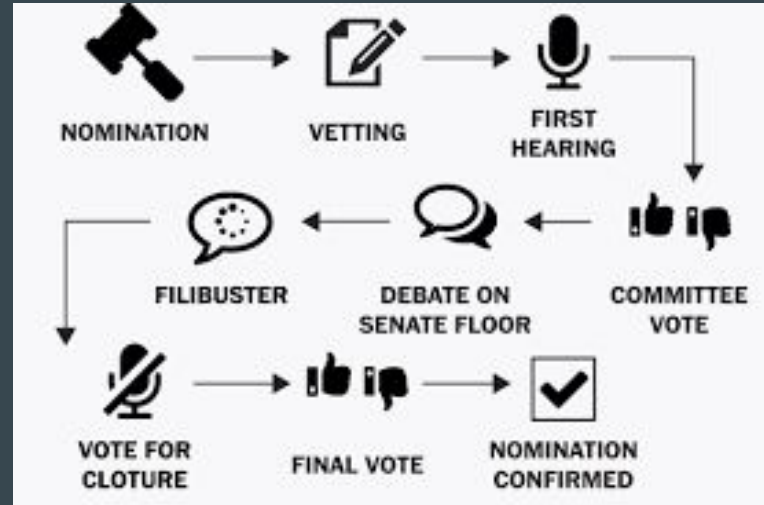 NOMINATION
VETTING
FIRST
HEARING
COMMITTEE
VOTE
DEBATE ON
SENATE FLOOR
FILIBUSTER
VOTE FOR
CLOTURE
FINAL VOTE
NOMINATION
CONFIRMED